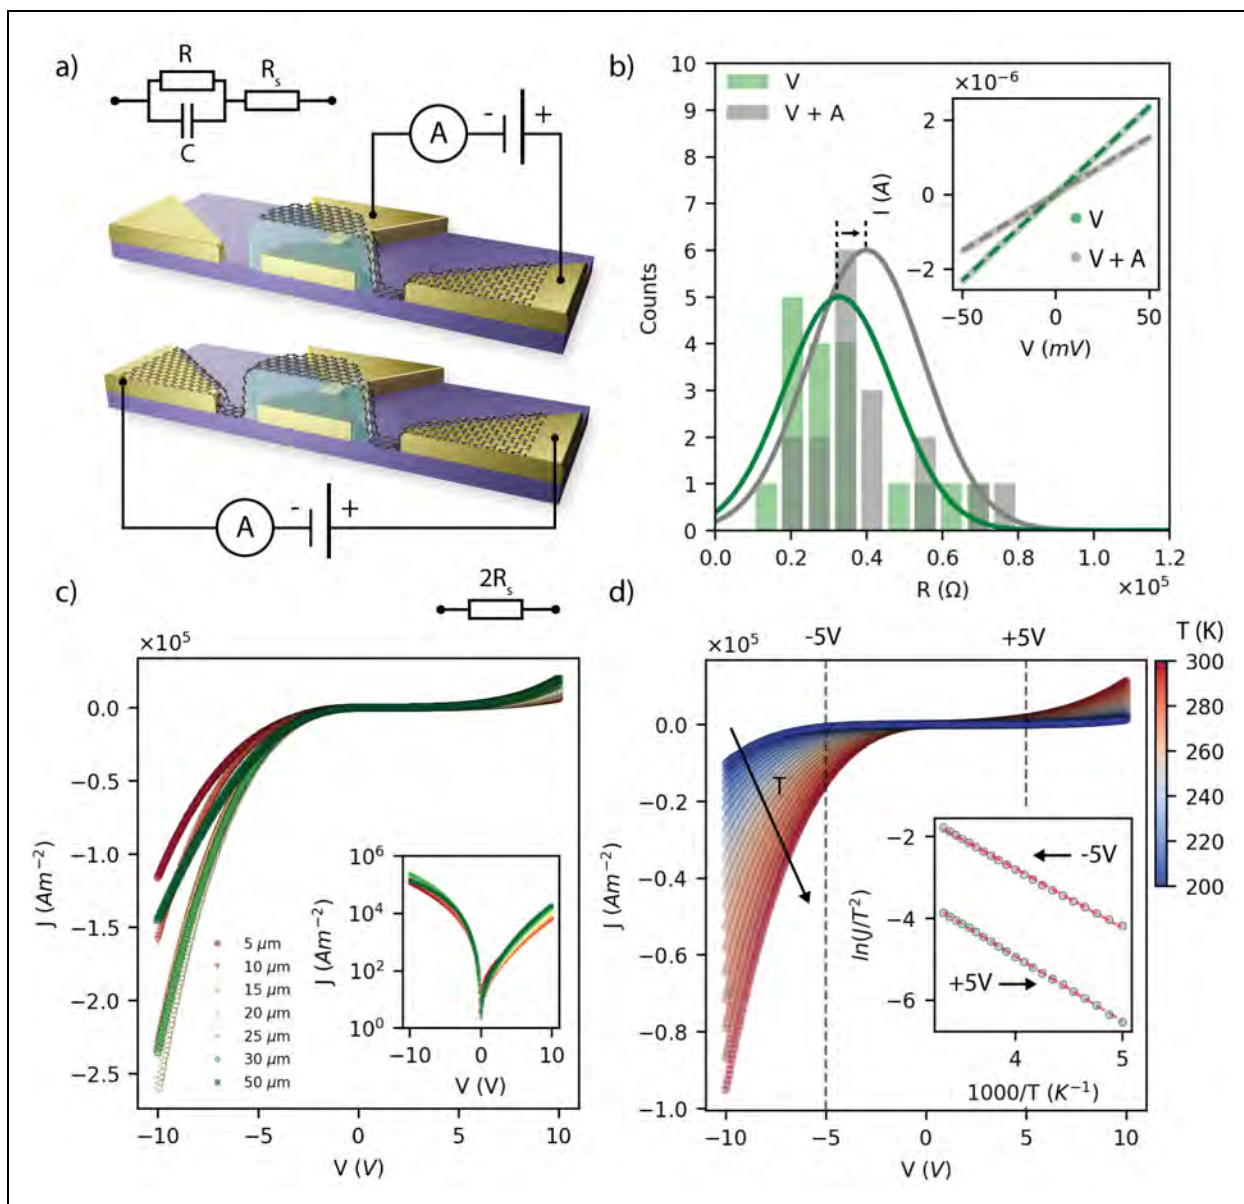 a)
R
R_s
C
A
-
+
A
-
+
2R_s
b)
Counts
10
9
8
7
6
5
4
3
2
1
0
V
V + A
×10⁻⁶
I (A)
2
0
−2
V
V + A
−50
0
50
V (mV)
0.0
0.2
0.4
0.6
0.8
1.0
1.2
×10⁵
R (Ω)
c)
×10⁵
J (Am⁻²)
0.0
−0.5
−1.0
−1.5
−2.0
−2.5
5 μm
10 μm
15 μm
20 μm
25 μm
30 μm
50 μm
J (Am⁻²)
10⁶
10⁴
10²
10⁰
−10
0
10
V (V)
−10
−5
0
5
10
V (V)
d)
×10⁵
-5V
+5V
T (K)
300
280
260
240
220
200
J (Am⁻²)
0.0
−0.2
−0.4
−0.6
−0.8
−1.0
T
ln(J/T²)
−2
−4
−6
-5V
+5V
4
5
1000/T (K⁻¹)
−10
−5
0
5
10
V (V)